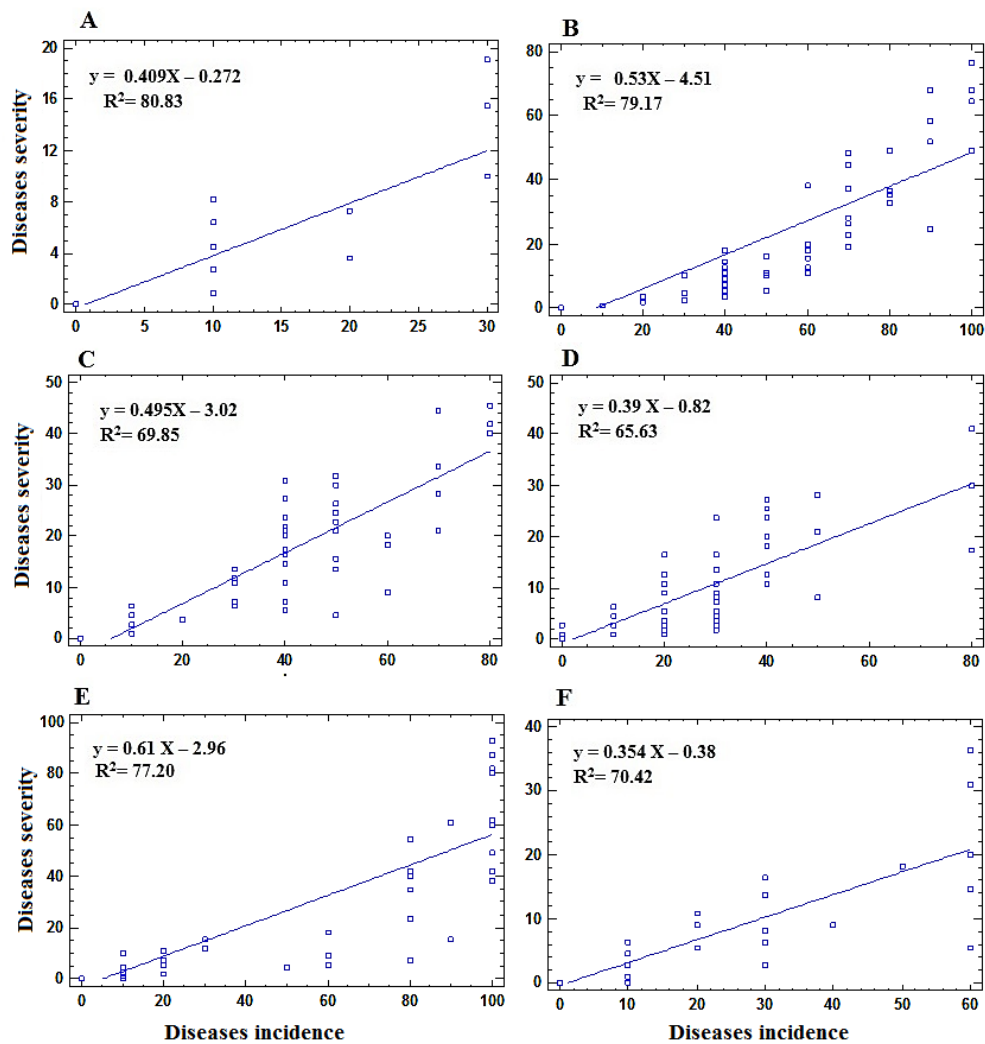 A
y = 0.409X – 0.272
R²= 80.83
Diseases severity
20
16
12
8
4
0
0 5 10 15 20 25 30
B
y = 0.53X – 4.51
R²= 79.17
80
60
40
20
0
0 20 40 60 80 100
C
y = 0.495X – 3.02
R²= 69.85
Diseases severity
50
40
30
20
10
0
0 20 40 60 80
D
y = 0.39 X – 0.82
R²= 65.63
50
40
30
20
10
0
0 20 40 60 80
E
y = 0.61 X – 2.96
R²= 77.20
Diseases severity
100
80
60
40
20
0
0 20 40 60 80 100
Diseases incidence
F
y = 0.354 X – 0.38
R²= 70.42
40
30
20
10
0
0 10 20 30 40 50 60
Diseases incidence